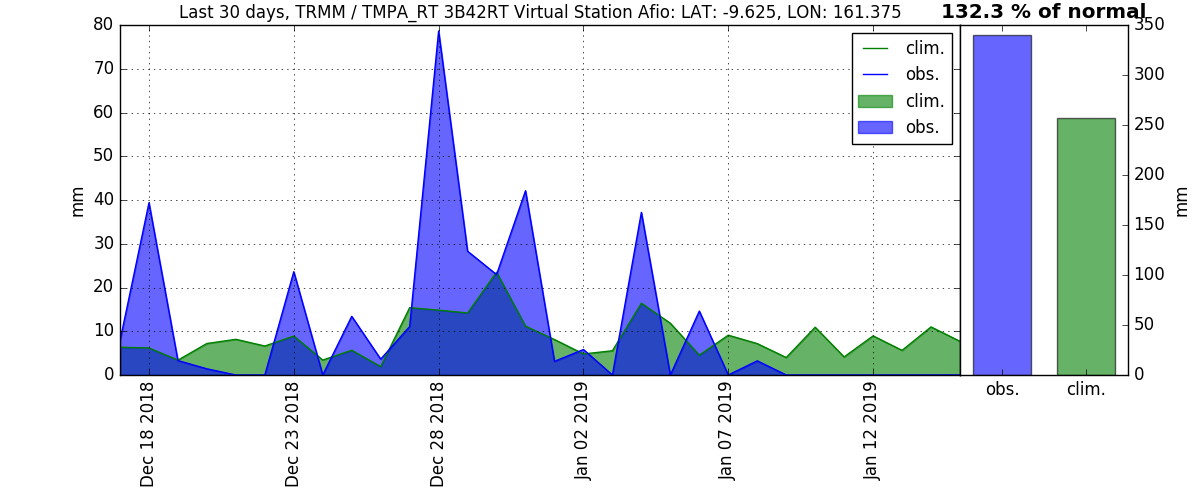 Last 30 days, TRMM / TMPA_RT 3B42RT Virtual Station Afio: LAT: -9.625, LON: 161.375
132.3 % of normal
80
70
60
50
40
30
20
10
0
mm
clim.
obs.
clim.
obs.
Dec 18 2018
Dec 23 2018
Dec 28 2018
Jan 02 2019
Jan 07 2019
Jan 12 2019
350
300
250
200
150
100
50
0
mm
obs.
clim.